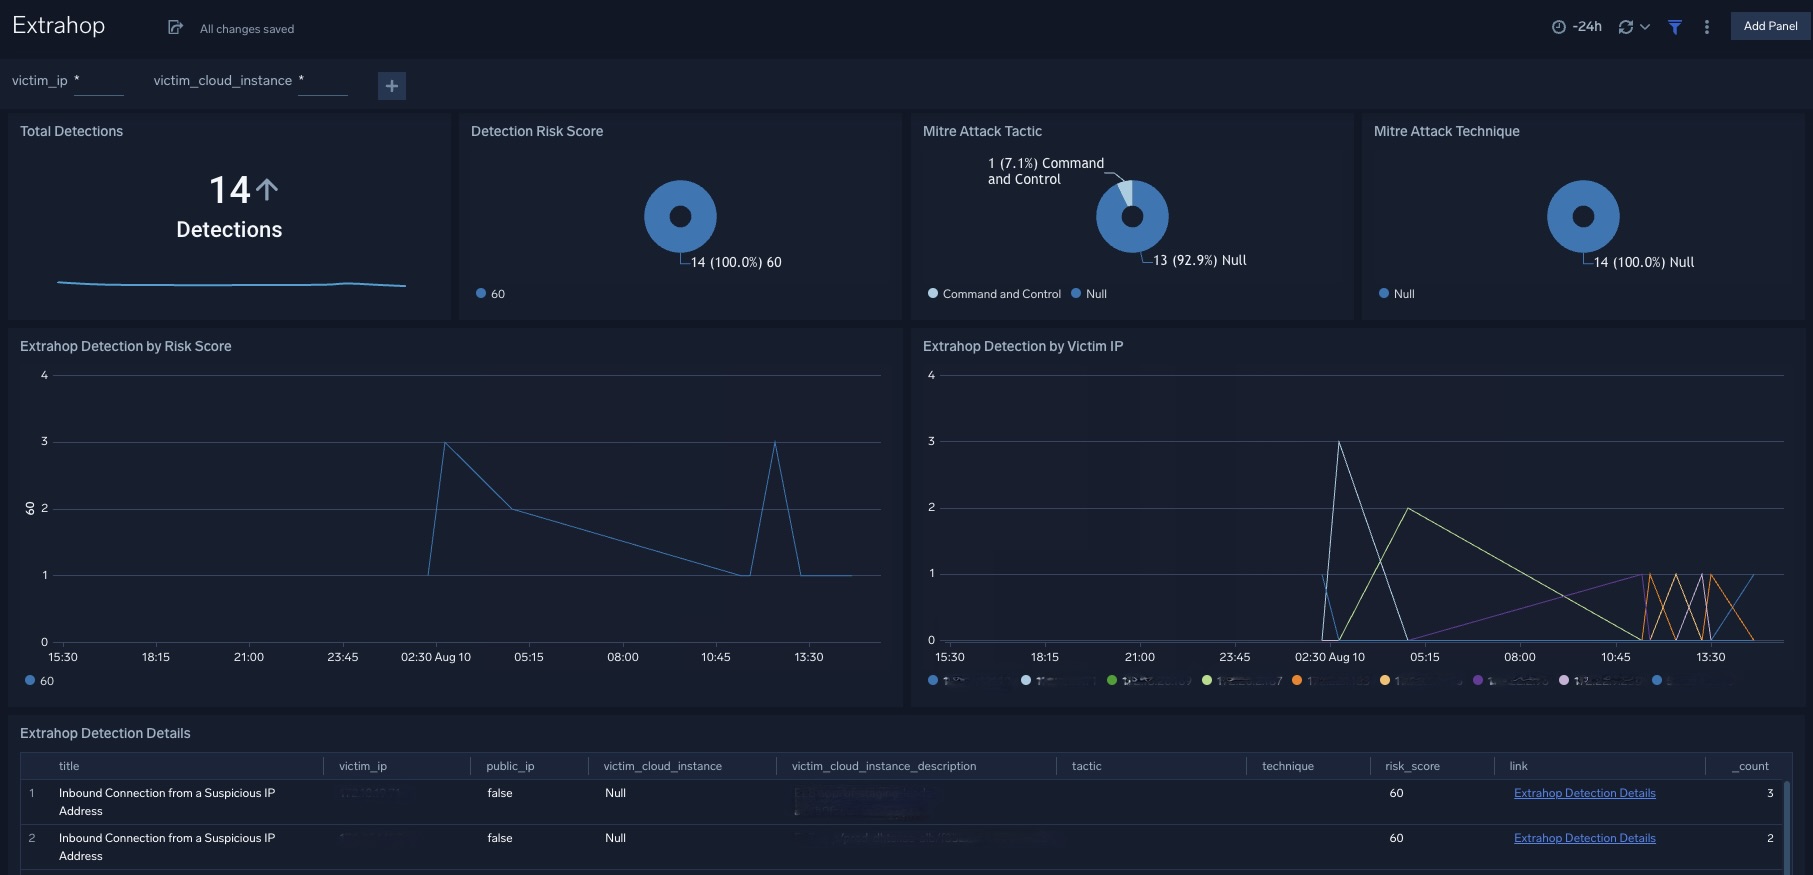 Extrahop
All changes saved
-24h
Add Panel
victim_ip *
victim_cloud_instance *
+
Total Detections
14
Detections
Detection Risk Score
14 (100.0%) 60
60
Mitre Attack Tactic
1 (7.1%) Command
and Control
13 (92.9%) Null
Command and Control Null
Mitre Attack Technique
14 (100.0%) Null
Null
Extrahop Detection by Risk Score
4
3
2
1
0
60
15:30 18:15 21:00 23:45 02:30 Aug 10 05:15 08:00 10:45 13:30
60
Extrahop Detection by Victim IP
4
3
2
1
0
15:30 18:15 21:00 23:45 02:30 Aug 10 05:15 08:00 10:45 13:30
Extrahop Detection Details
title victim_ip public_ip victim_cloud_instance victim_cloud_instance_description tactic technique risk_score link _count
1 Inbound Connection from a Suspicious IP false Null 60 Extrahop Detection Details 3
Address
2 Inbound Connection from a Suspicious IP false Null 60 Extrahop Detection Details 2
Address